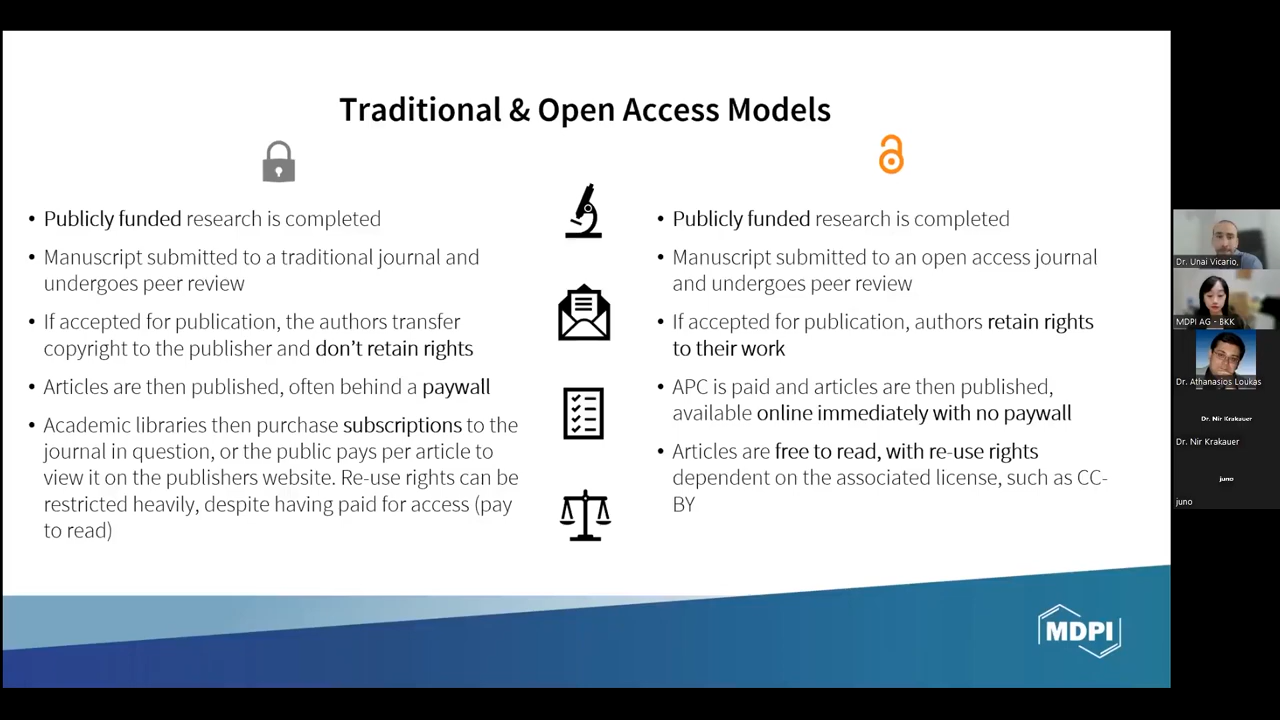 Traditional & Open Access Models
• Publicly funded research is completed
• Manuscript submitted to a traditional journal and
undergoes peer review
• If accepted for publication, the authors transfer
copyright to the publisher and don't retain rights
• Articles are then published, often behind a paywall
• Academic libraries then purchase subscriptions to the
journal in question, or the public pays per article to
view it on the publishers website. Re-use rights can be
restricted heavily, despite having paid for access (pay
to read)
• Publicly funded research is completed
• Manuscript submitted to an open access journal
and undergoes peer review
• If accepted for publication, authors retain rights
to their work
• APC is paid and articles are then published,
available online immediately with no paywall
• Articles are free to read, with re-use rights
dependent on the associated license, such as CC-
BY
MDPI
Dr. Unai Vicario,
MDPI AG - BKK
Dr. Athanasios Loukas
Dr. Nir Krakauer
Dr. Nir Krakauer
juno
juno